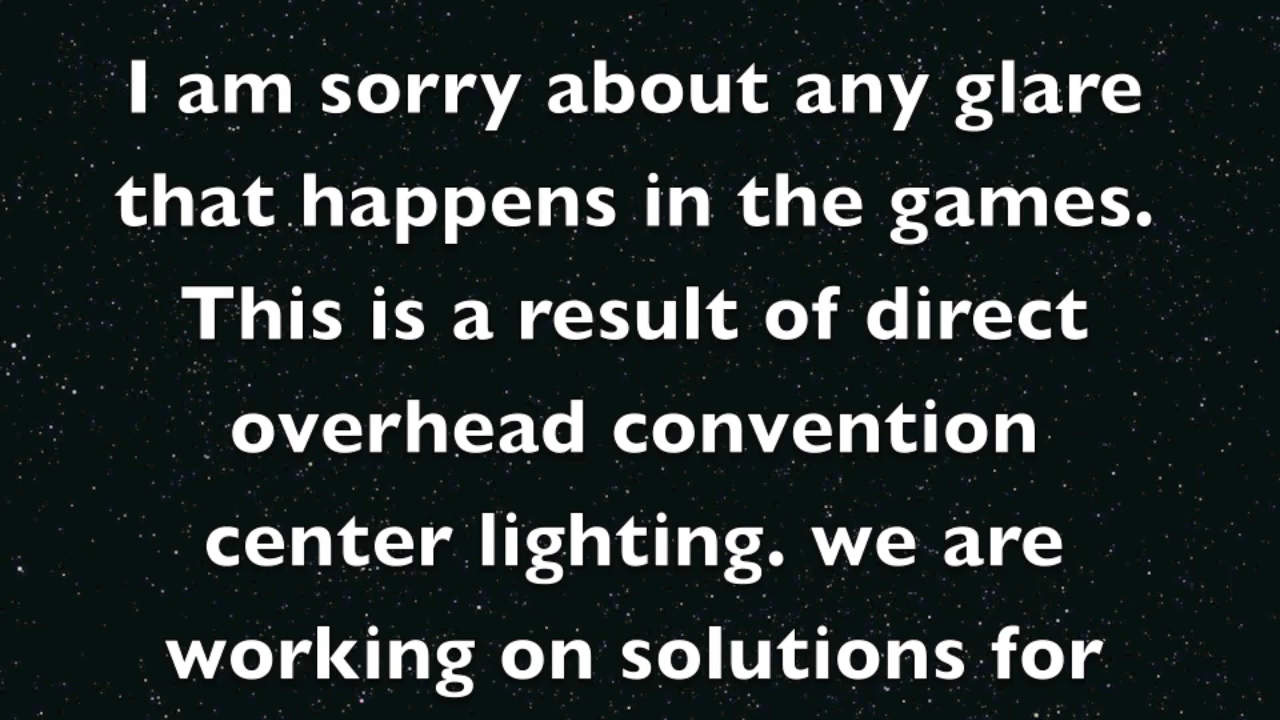 I am sorry about any glare
that happens in the games.
This is a result of direct
overhead convention
center lighting. we are
working on solutions for